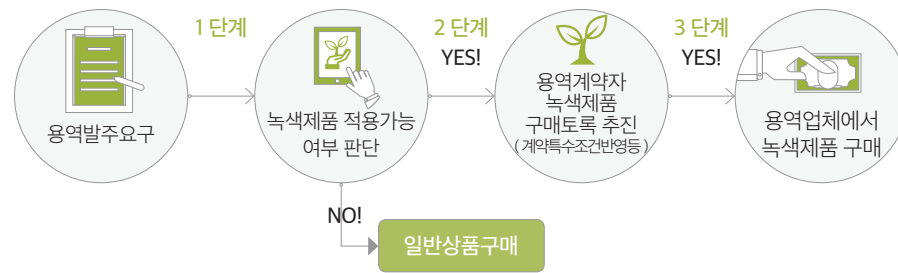 1 단계
2 단계
YES!
3 단계
YES!
용역발주요구
녹색제품 적용가능
여부 판단
용역계약자
녹색제품
구매토록 추진
( 계약특수조건반영등 )
용역업체에서
녹색제품 구매
NO!
일반상품구매